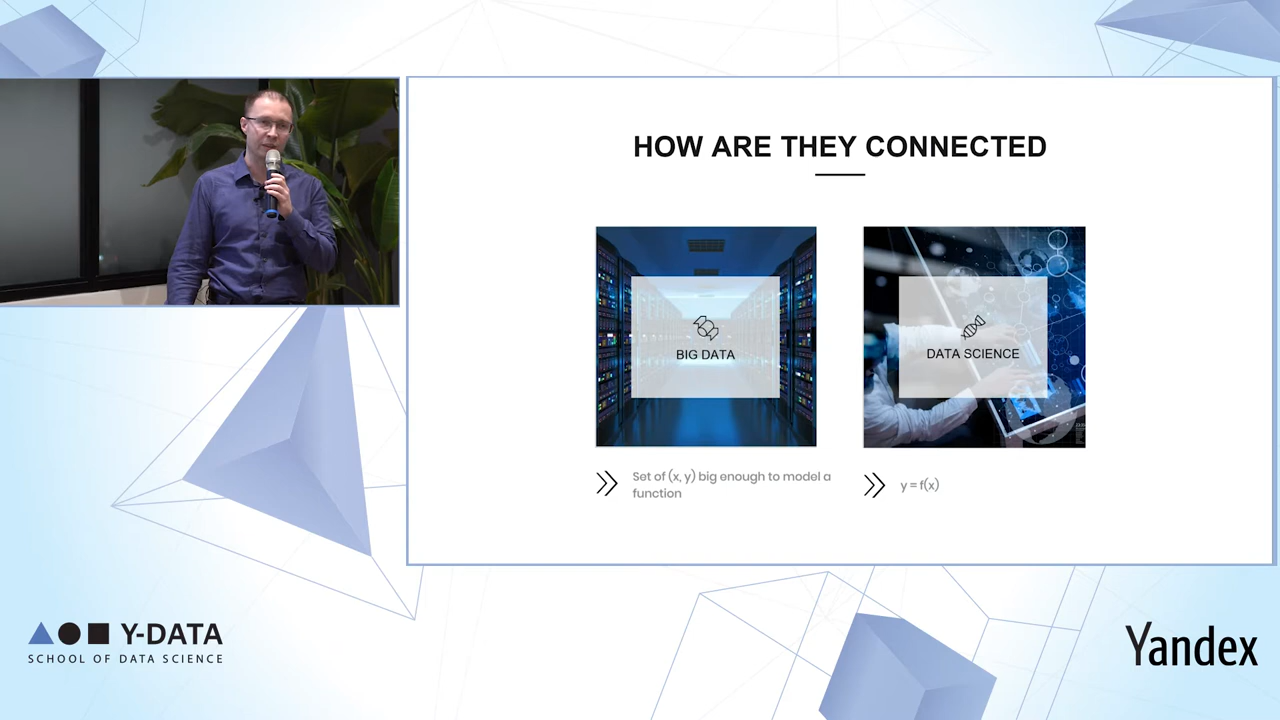 HOW ARE THEY CONNECTED
BIG DATA
DATA SCIENCE
Set of (x, y) big enough to model a
function
y = f(x)
Y-DATA
SCHOOL OF DATA SCIENCE
Yandex